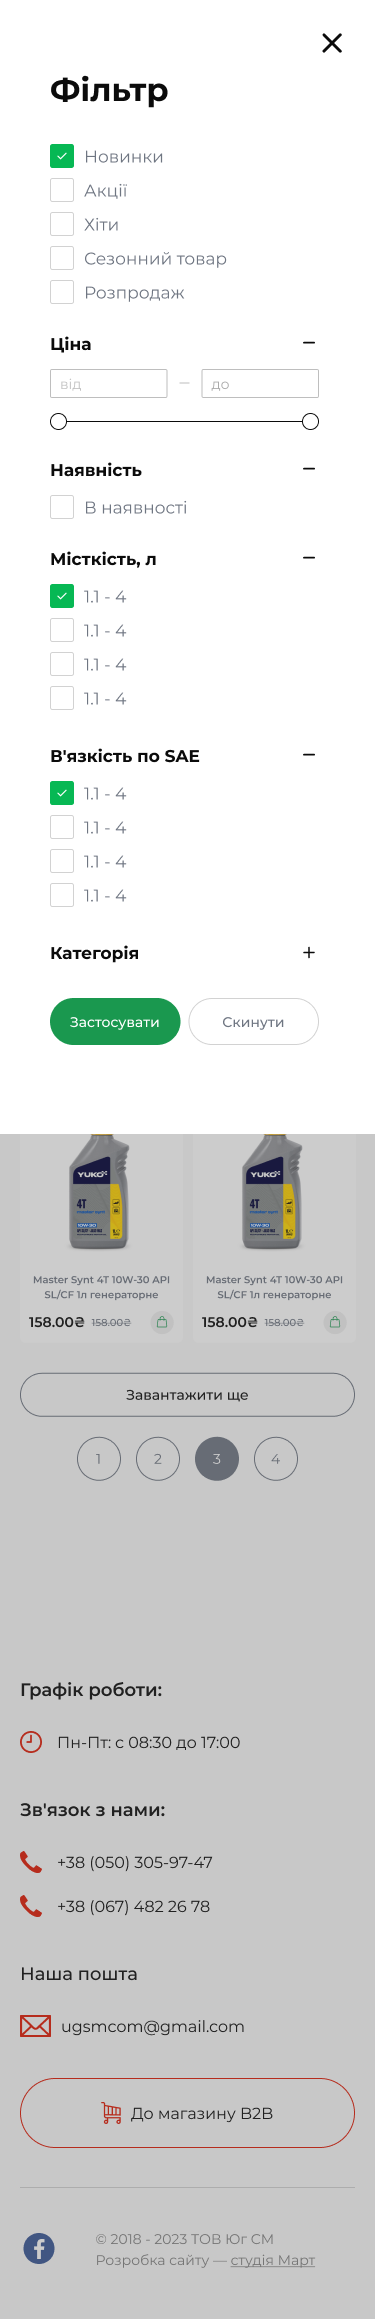 Фільтр
Новинки
Акції
Хіти
Сезонний товар
Розпродаж
Ціна
від – до
Наявність
В наявності
Місткість, л
1.1 - 4
1.1 - 4
1.1 - 4
1.1 - 4
В'язкість по SAE
1.1 - 4
1.1 - 4
1.1 - 4
1.1 - 4
Категорія
Застосувати Скинути
YUKO
4T
10W-30
YUKO
4T
10W-30
Master Synt 4T 10W-30 API
SL/CF 1л генераторне
158.00₴ 158.00₴
Master Synt 4T 10W-30 API
SL/CF 1л генераторне
158.00₴ 158.00₴
Завантажити ще
1 2 3 4
Графік роботи:
Пн-Пт: с 08:30 до 17:00
Зв'язок з нами:
+38 (050) 305-97-47
+38 (067) 482 26 78
Наша пошта
ugsmcom@gmail.com
До магазину B2B
© 2018 - 2023 ТОВ Юг СМ
Розробка сайту — студія Март